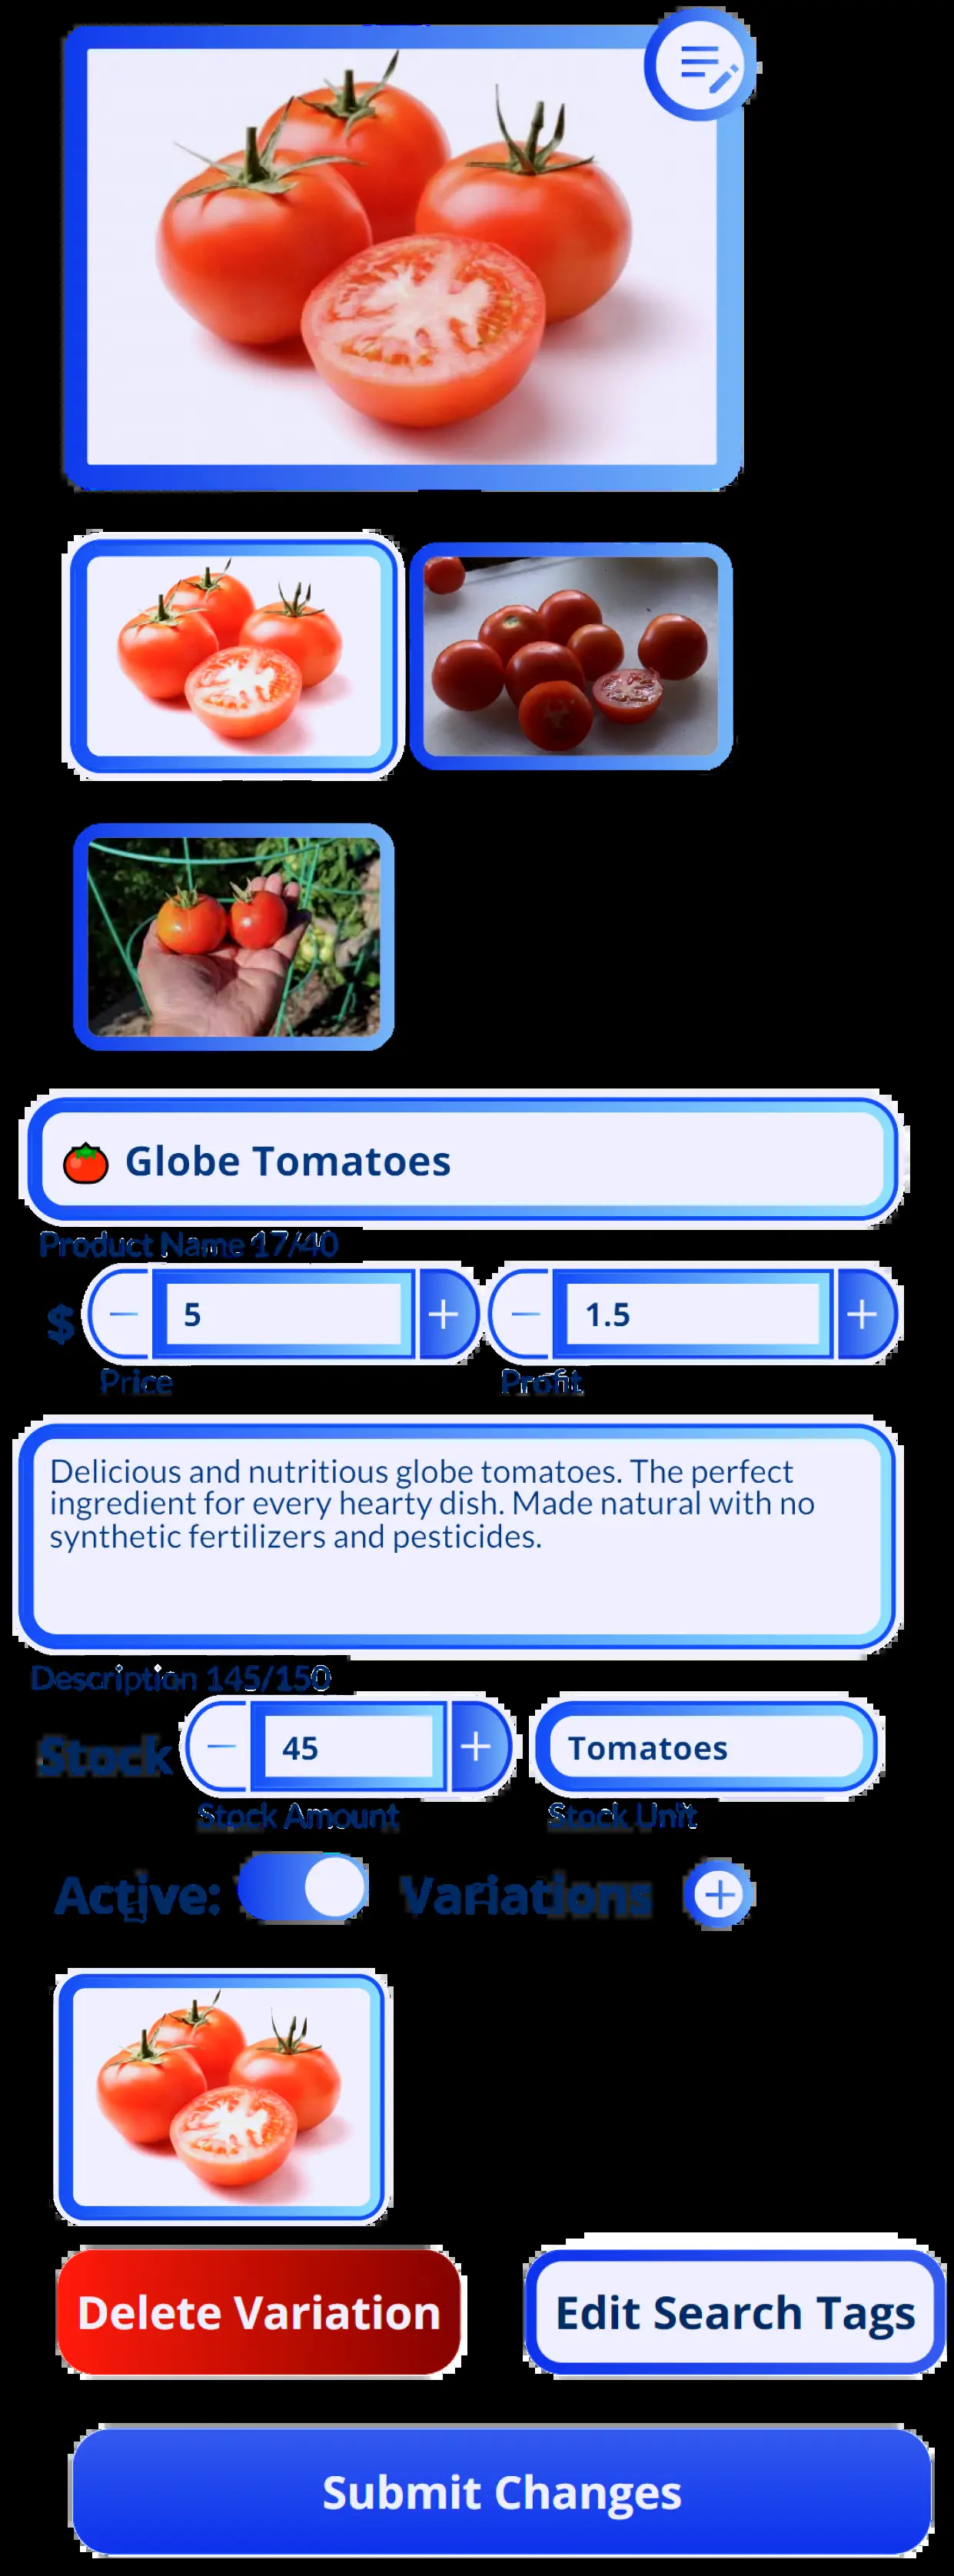 Globe Tomatoes
Product Name 17/40
$ 5 1.5
Price Profit
Delicious and nutritious globe tomatoes. The perfect
ingredient for every hearty dish. Made natural with no
synthetic fertilizers and pesticides.
Description 145/150
Stock 45 Tomatoes
Stock Amount Stock Unit
Active: Variations
Delete Variation Edit Search Tags
Submit Changes